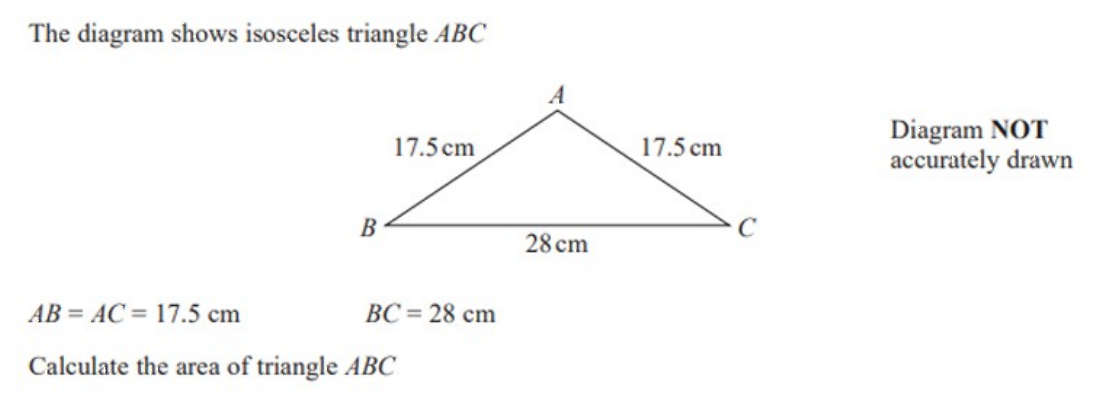 The diagram shows isosceles triangle ABC
A
Diagram NOT
accurately drawn
17.5 cm
17.5 cm
B
C
28 cm
AB = AC = 17.5 cm
BC = 28 cm
Calculate the area of triangle ABC